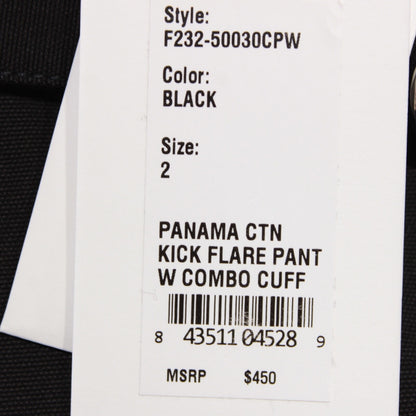 Style:
F232-50030CPW
Color:
BLACK
Size:
2
PANAMA CTN
KICK FLARE PANT
W COMBO CUFF
8 43511 04528 9
MSRP $450